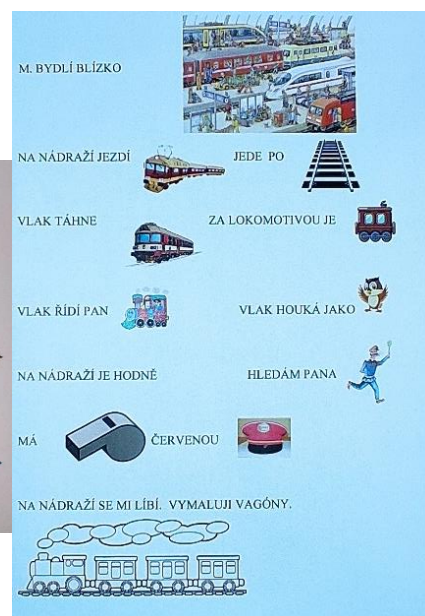 M. BYDLÍ BLÍZKO
NA NÁDRAŽÍ JEZDÍ JEDE PO
VLAK TÁHNE ZA LOKOMOTIVOU JE
VLAK ŘÍDÍ PAN VLAK HOUKÁ JAKO
NA NÁDRAŽÍ JE HODNĚ HLEDÁM PANA
MÁ ČERVENOU
NA NÁDRAŽÍ SE MI LÍBÍ. VYMALUJI VAGÓNY.